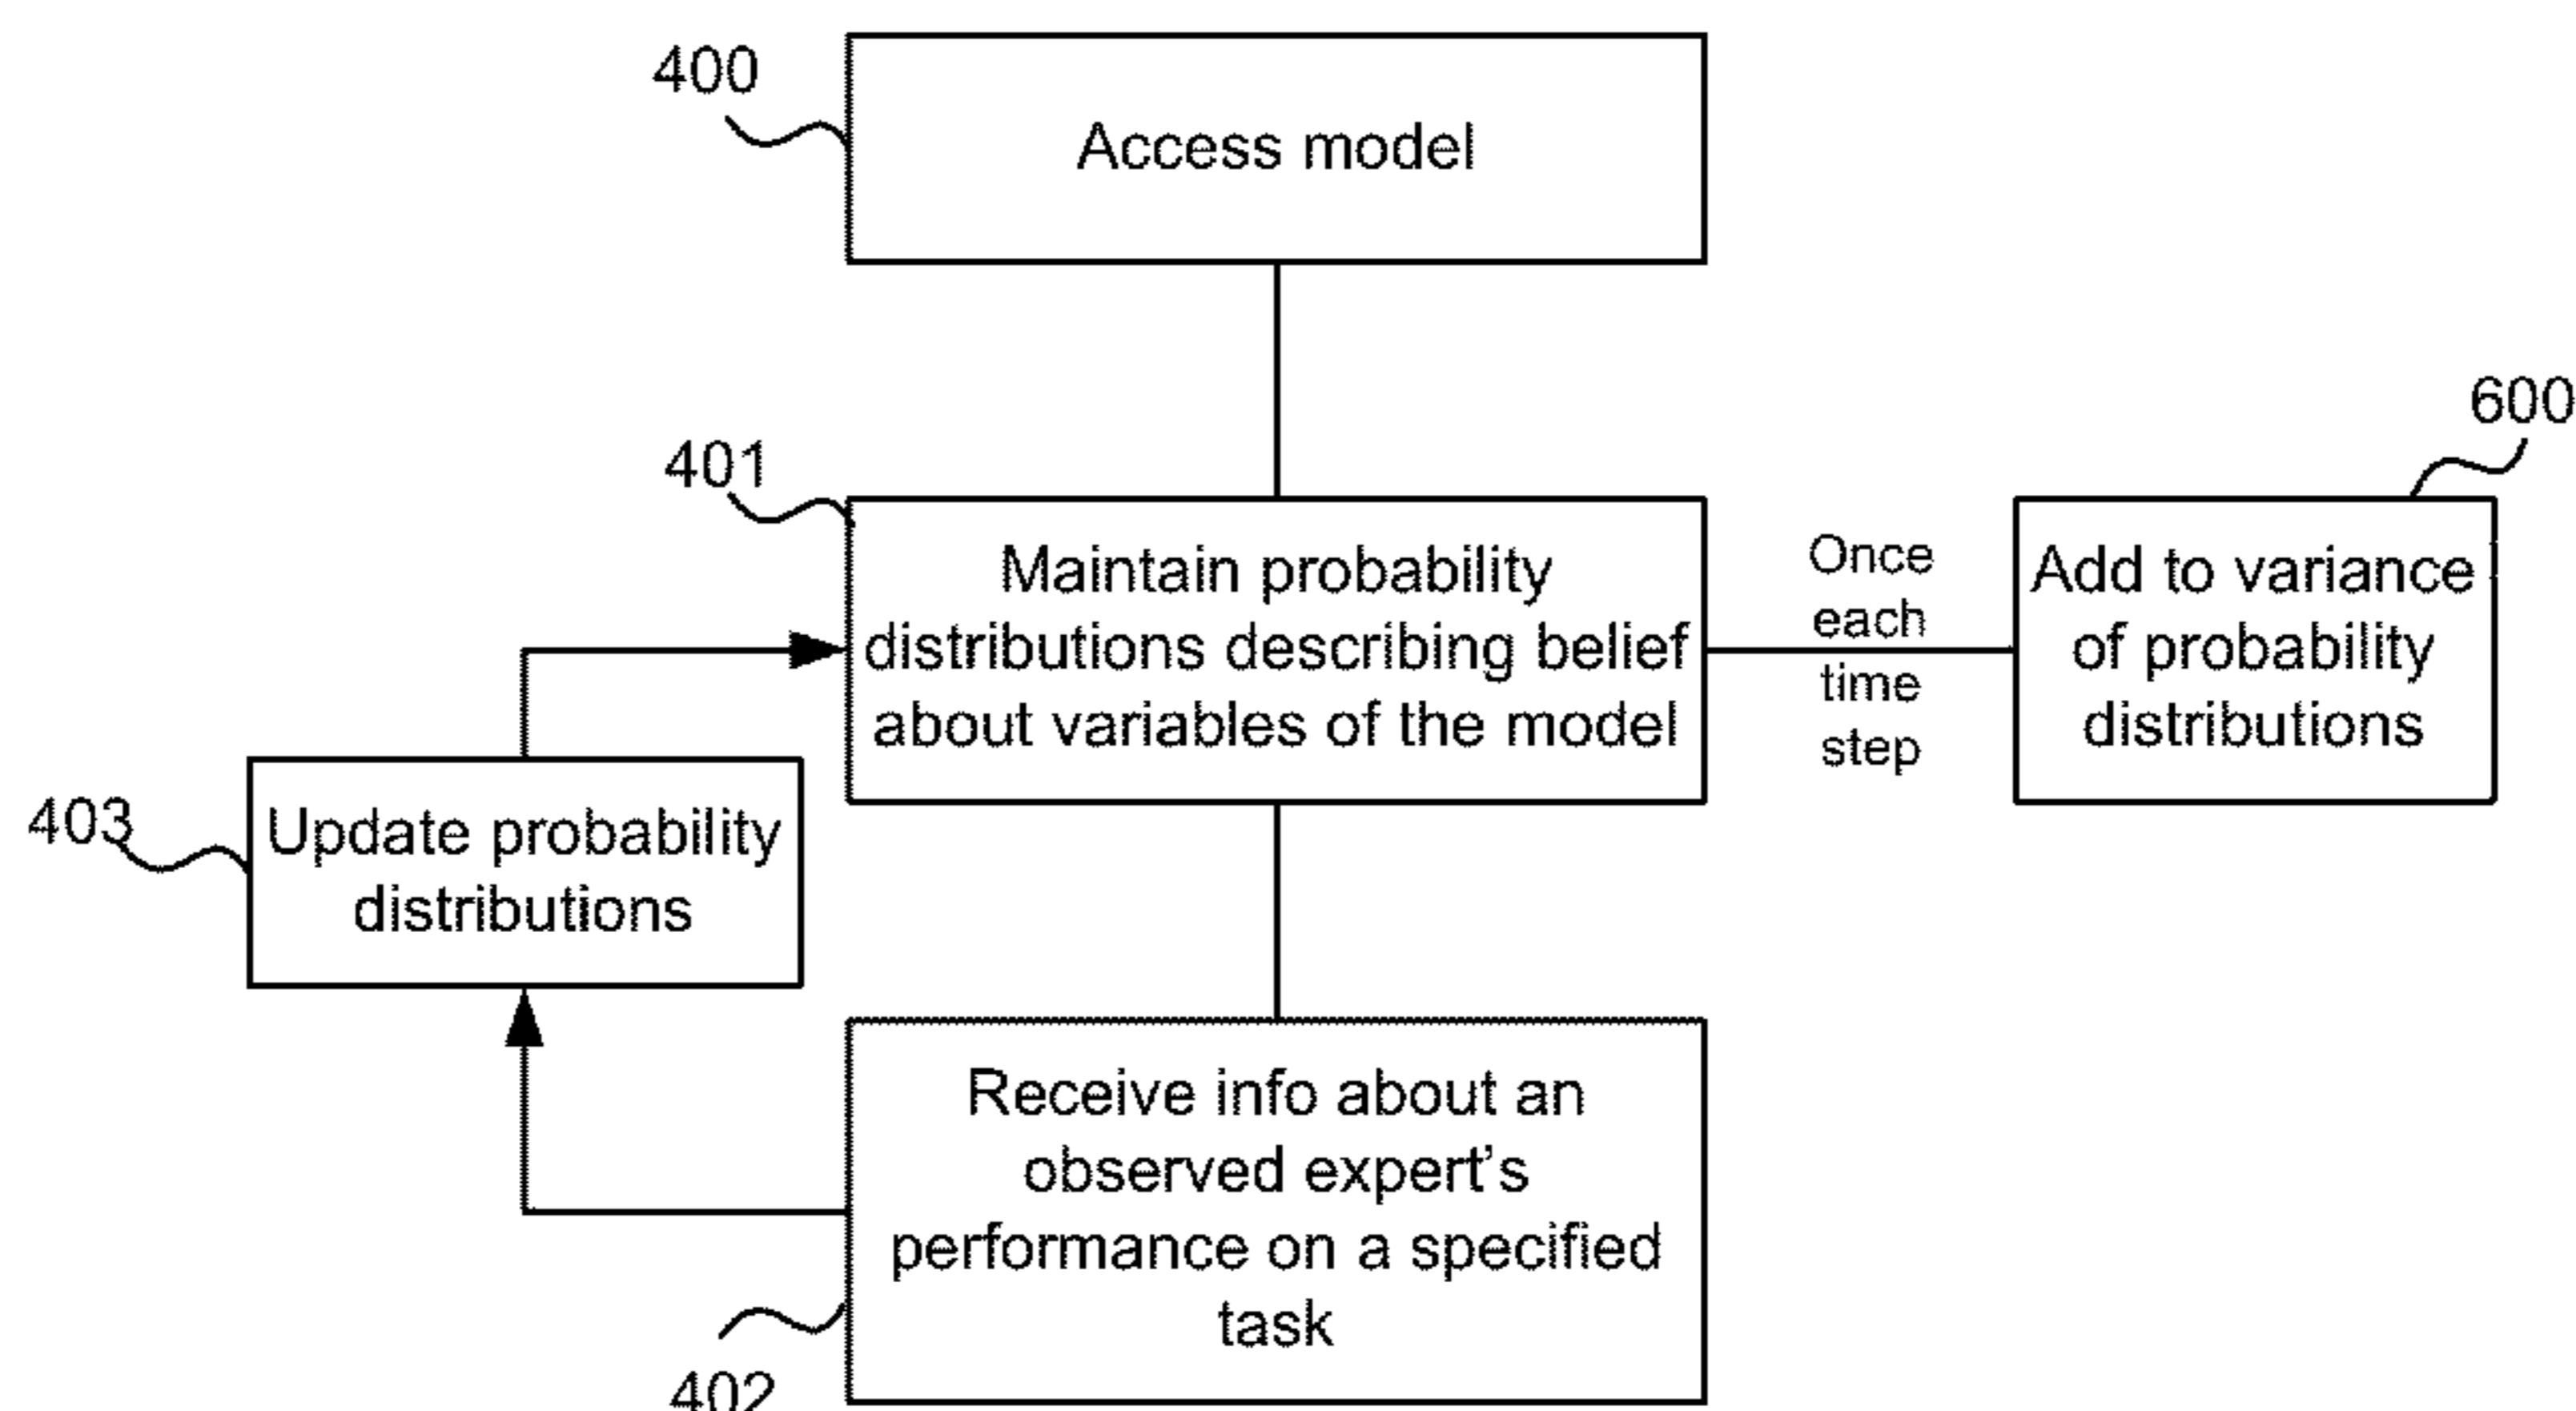 400
Access model
600
401
Maintain probability
distributions describing belief
about variables of the model
Once
each
time
step
Add to variance
of probability
distributions
403
Update probability
distributions
Receive info about an
observed expert's
performance on a specified
task
402